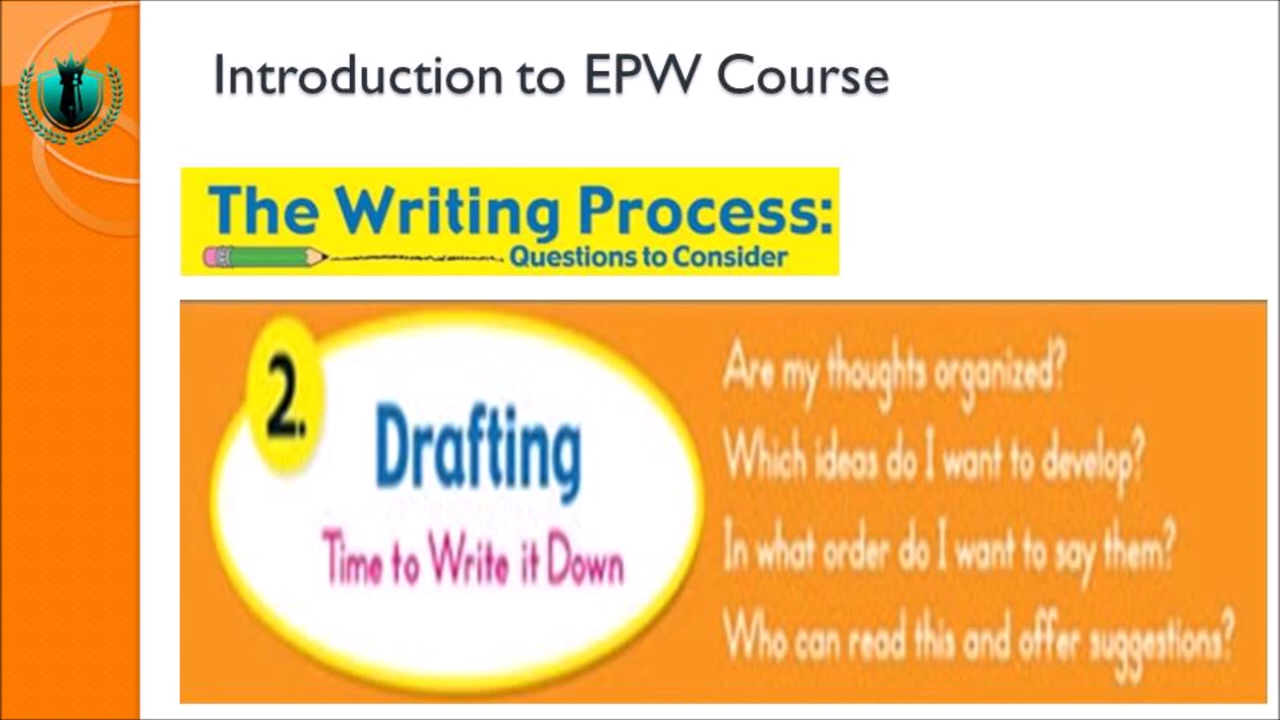 Introduction to EPW Course
The Writing Process:
Questions to Consider
2.
Drafting
Time to Write it Down
Are my thoughts organized?
Which ideas do I want to develop?
In what order do I want to say them?
Who can read this and offer suggestions?